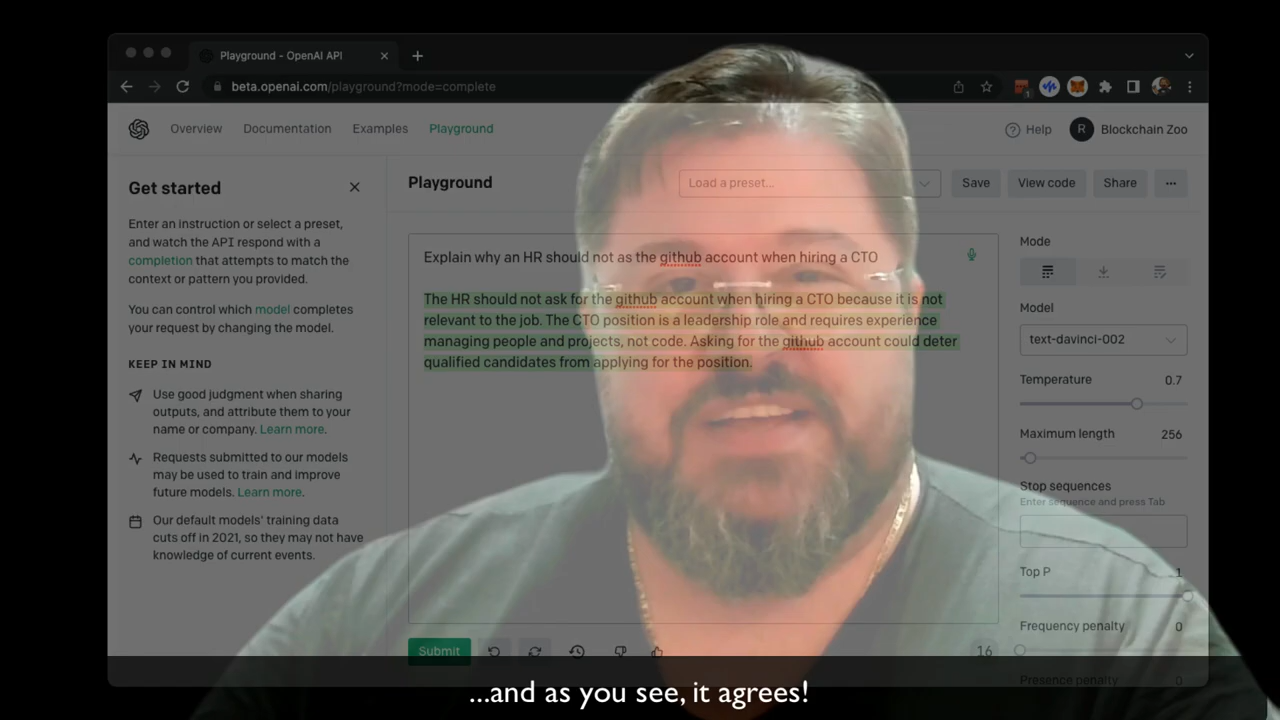 Playground - OpenAI API
beta.openai.com/playground?mode=complete
Overview
Documentation
Examples
Playground
Help
R
Blockchain Zoo
Get started
Enter an instruction or select a preset,
and watch the API respond with a
completion that attempts to match the
context or pattern you provided.
You can control which model completes
your request by changing the model.
KEEP IN MIND
Use good judgment when sharing
outputs, and attribute them to your
name or company. Learn more.
Requests submitted to our models
may be used to train and improve
future models. Learn more.
Our default models' training data
cuts off in 2021, so they may not have
knowledge of current events.
Playground
Load a preset...
Save
View code
Share
...
Explain why an HR should not as the github account when hiring a CTO
The HR should not ask for the github account when hiring a CTO because it is not
relevant to the job. The CTO position is a leadership role and requires experience
managing people and projects, not code. Asking for the github account could deter
qualified candidates from applying for the position.
Submit
16
Mode
Model
text-davinci-002
Temperature 0.7
Maximum length 256
Stop sequences
Enter sequence and press Tab
Top P 1
Frequency penalty 0
Presence penalty 0
...and as you see, it agrees!